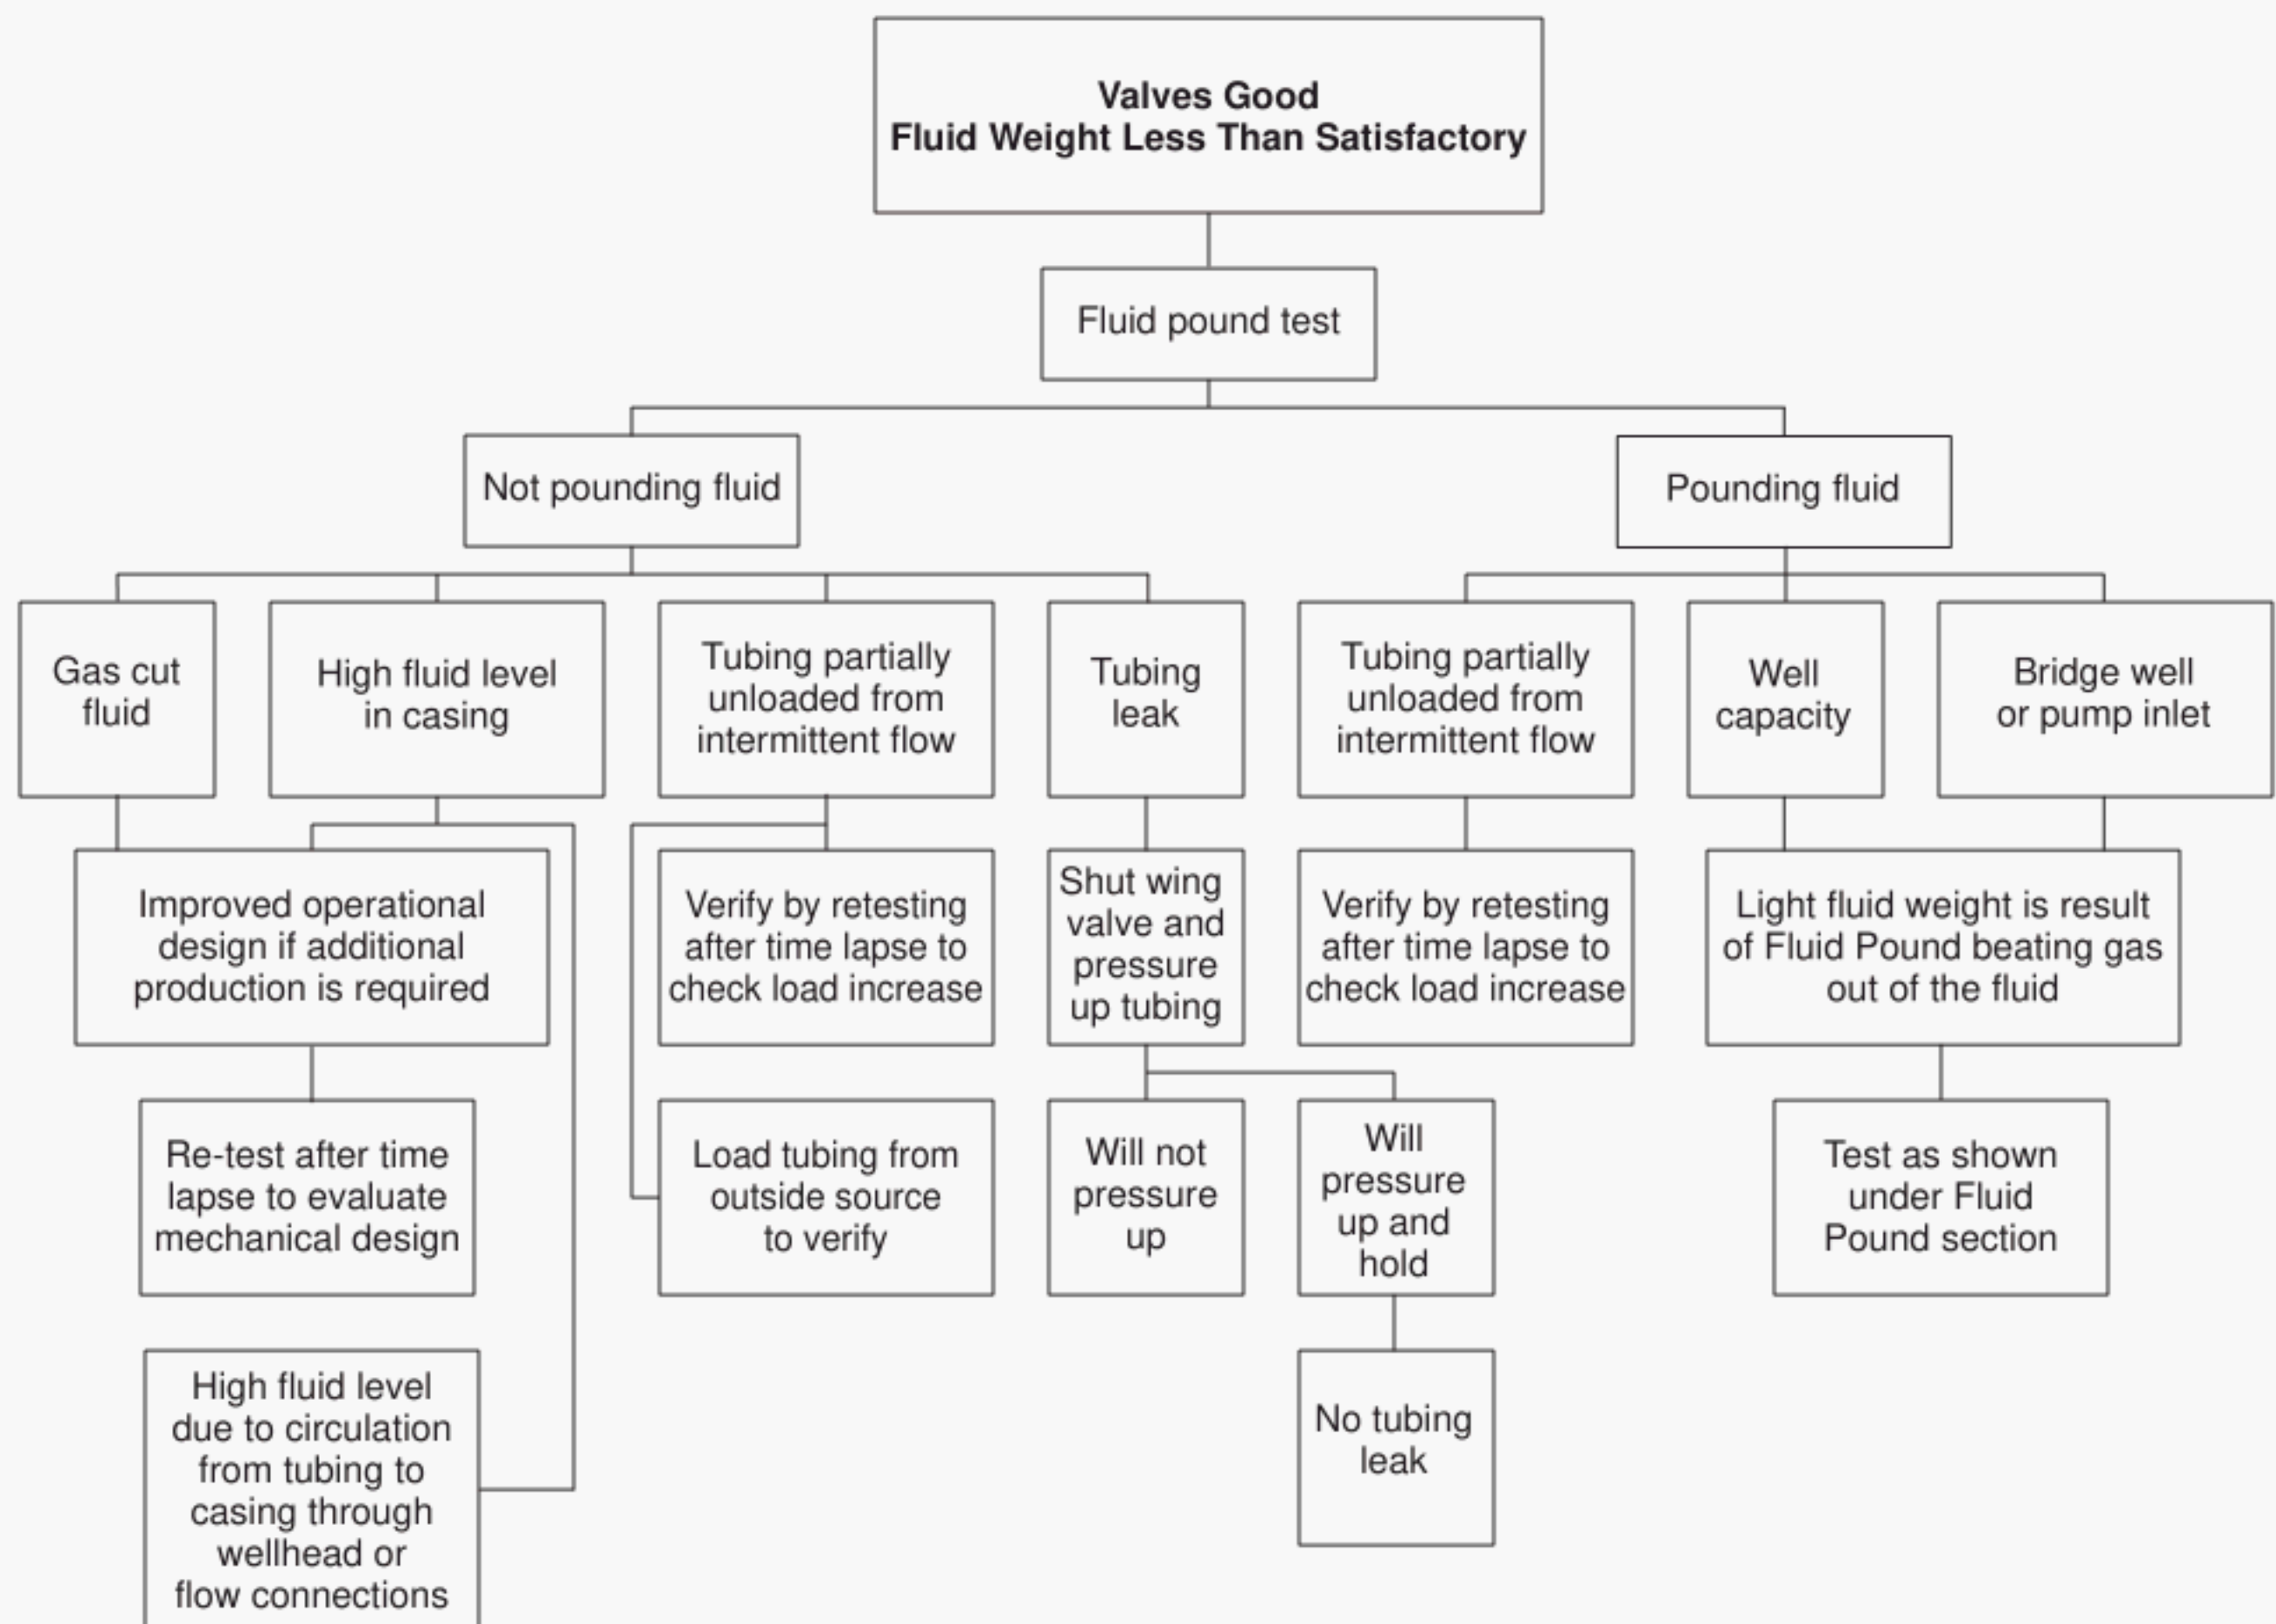 Valves Good
Fluid Weight Less Than Satisfactory
Fluid pound test
Not pounding fluid
Pounding fluid
Gas cut
fluid
High fluid level
in casing
Tubing partially
unloaded from
intermittent flow
Tubing
leak
Tubing partially
unloaded from
intermittent flow
Well
capacity
Bridge well
or pump inlet
Improved operational
design if additional
production is required
Verify by retesting
after time lapse to
check load increase
Shut wing
valve and
pressure
up tubing
Verify by retesting
after time lapse to
check load increase
Light fluid weight is result
of Fluid Pound beating gas
out of the fluid
Re-test after time
lapse to evaluate
mechanical design
Load tubing from
outside source
to verify
Will not
pressure
up
Will
pressure
up and
hold
Test as shown
under Fluid
Pound section
High fluid level
due to circulation
from tubing to
casing through
wellhead or
flow connections
No tubing
leak